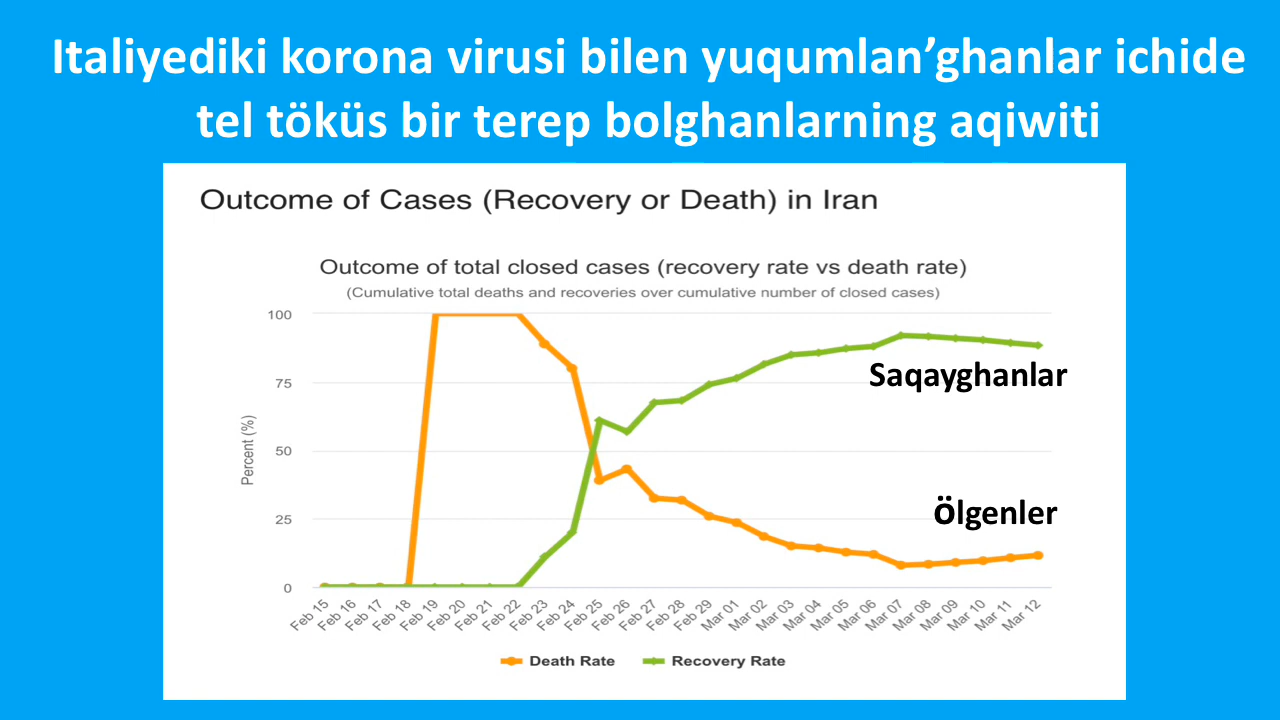 Italiyediki korona virusi bilen yuqumlan’ghanlar ichide
tel töküs bir terep bolghanlarning aqiwiti
Outcome of Cases (Recovery or Death) in Iran
Outcome of total closed cases (recovery rate vs death rate)
(Cumulative total deaths and recoveries over cumulative number of closed cases)
100
75
50
25
0
Percent (%)
Saqayghanlar
Ölgenler
Feb 15
Feb 16
Feb 17
Feb 18
Feb 19
Feb 20
Feb 21
Feb 22
Feb 23
Feb 24
Feb 25
Feb 26
Feb 27
Feb 28
Feb 29
Mar 01
Mar 02
Mar 03
Mar 04
Mar 05
Mar 06
Mar 07
Mar 08
Mar 09
Mar 10
Mar 11
Mar 12
Death Rate
Recovery Rate